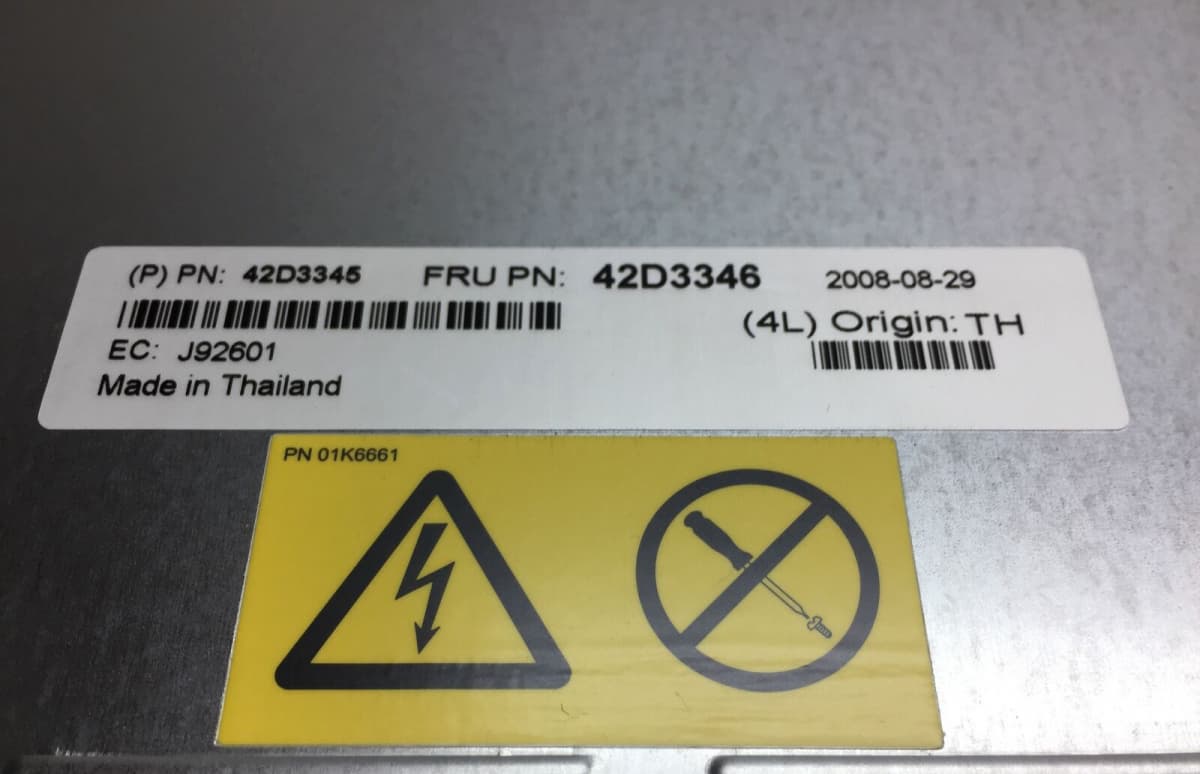 (P) PN: 42D3345 FRU PN: 42D3346 2008-08-29
(4L) Origin: TH
EC: J92601
Made in Thailand
PN 01K6661